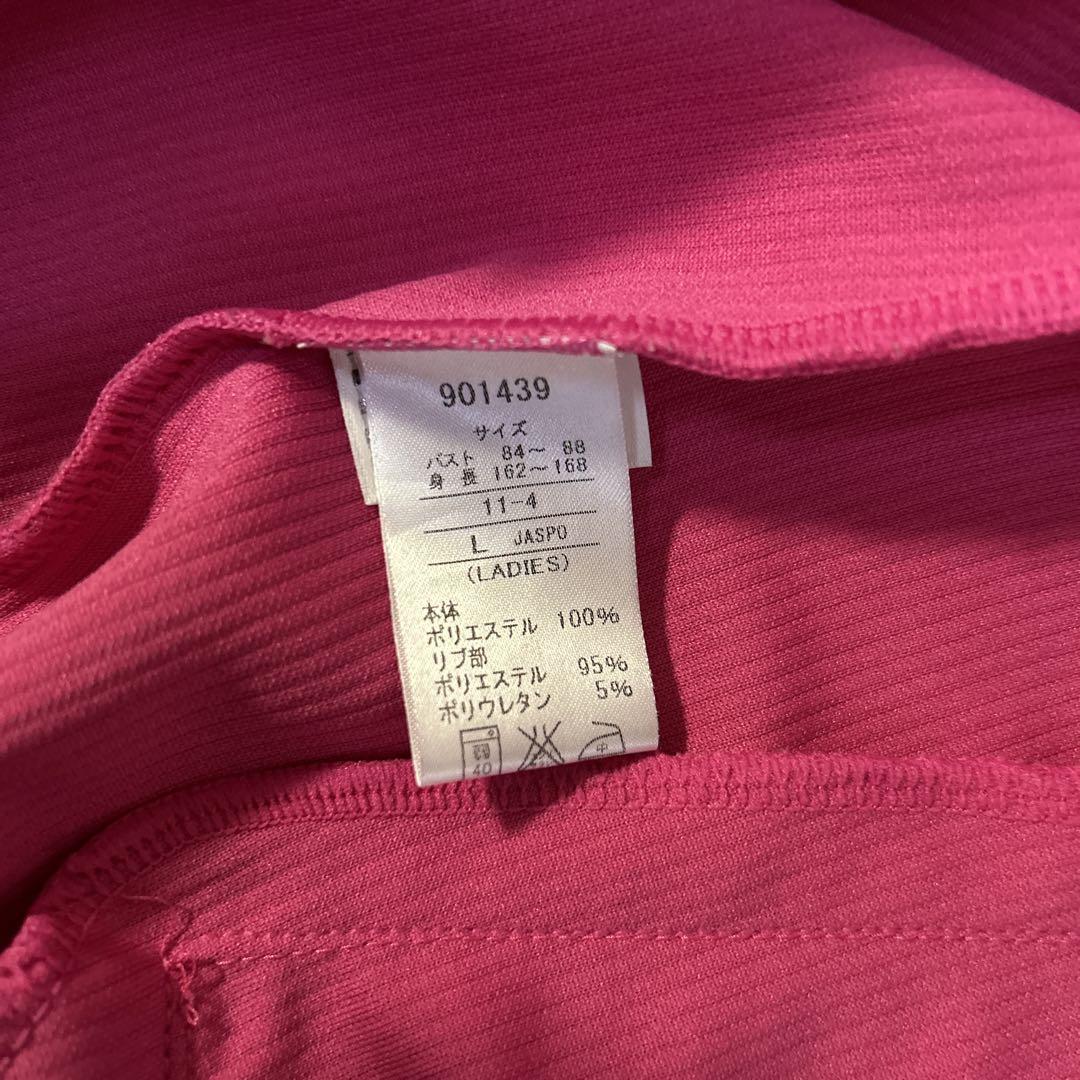 901439
サイズ
バスト 84〜 88
身 長 162〜168
11-4
L JASPO
(LADIES)
本体
ポリエステル 100%
リブ部
ポリエステル 95%
ポリウレタン 5%
40 中